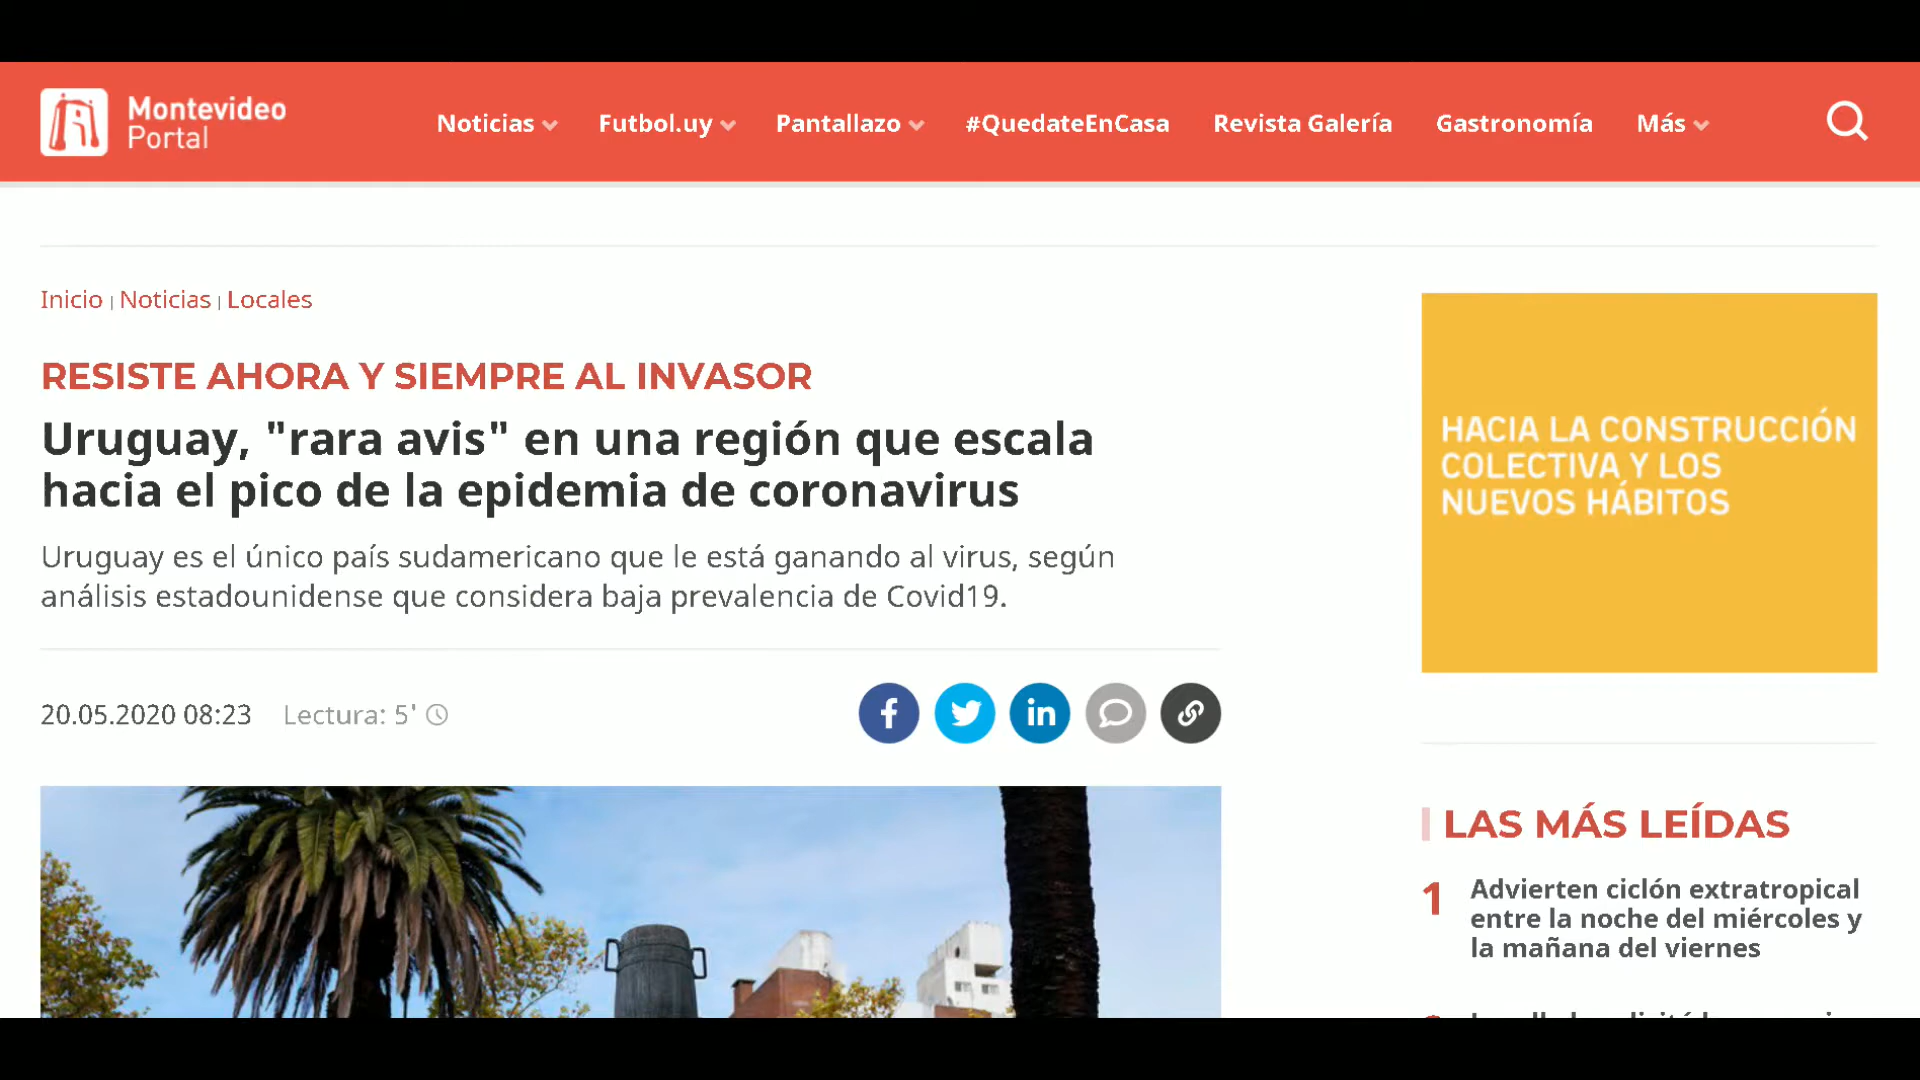 Montevideo
Portal
Noticias
Futbol.uy
Pantallazo
#QuedateEnCasa
Revista Galería
Gastronomía
Más
Inicio | Noticias | Locales
RESISTE AHORA Y SIEMPRE AL INVASOR
Uruguay, "rara avis" en una región que escala
hacia el pico de la epidemia de coronavirus
Uruguay es el único país sudamericano que le está ganando al virus, según
análisis estadounidense que considera baja prevalencia de Covid19.
20.05.2020 08:23 Lectura: 5'
HACIA LA CONSTRUCCIÓN
COLECTIVA Y LOS
NUEVOS HÁBITOS
LAS MÁS LEÍDAS
1 Advierten ciclón extratropical
entre la noche del miércoles y
la mañana del viernes